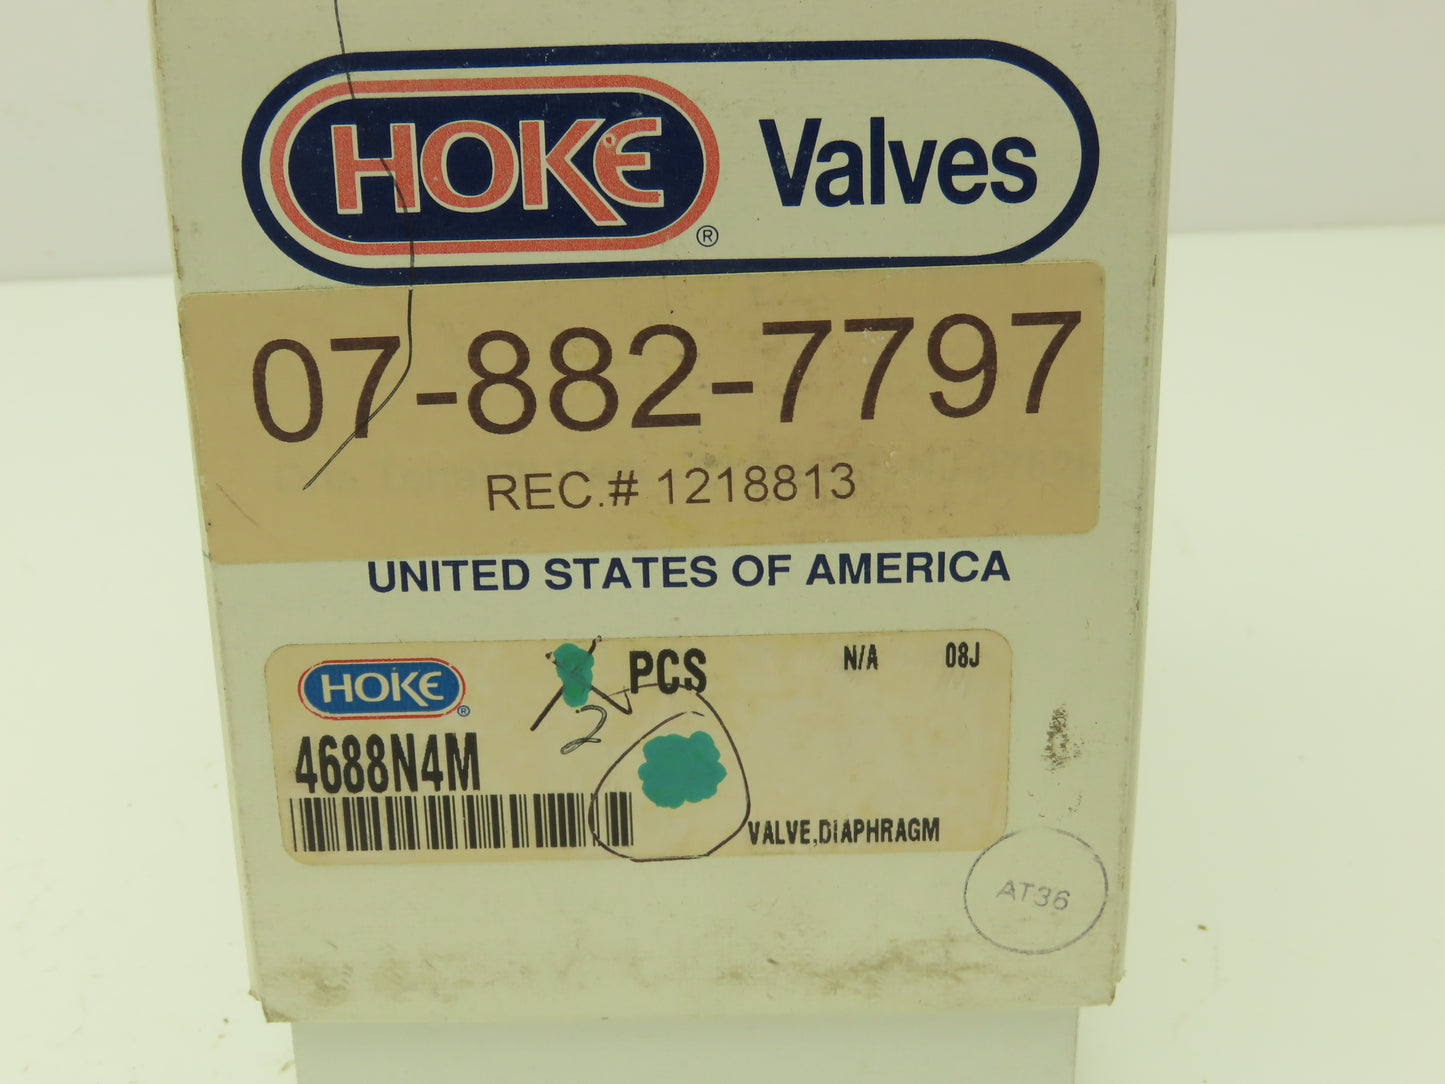 HOKE® Valves
07-882-7797
REC.# 1218813
UNITED STATES OF AMERICA
HOKE® PCS N/A 08J
2
4688N4M
VALVE,DIAPHRAGM
AT36